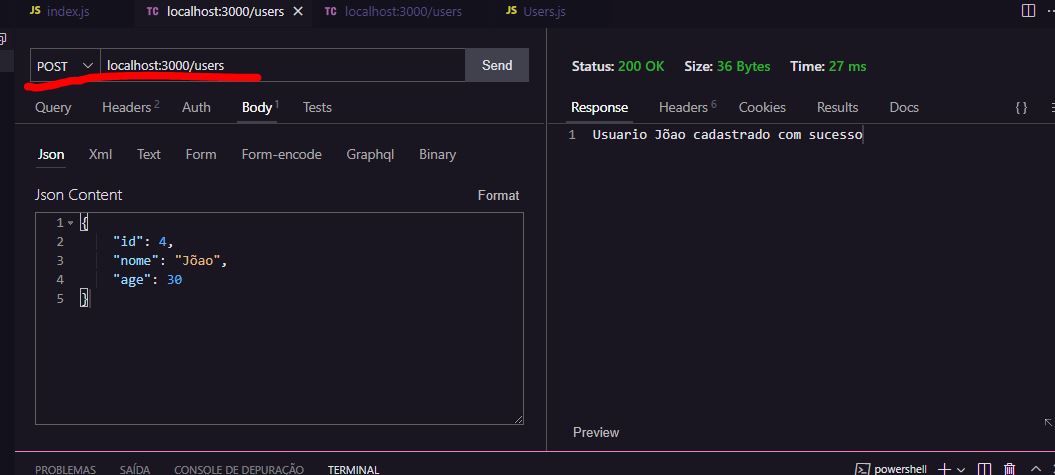 JS index.js
TC localhost:3000/users ×
TC localhost:3000/users
JS Users.js
POST localhost:3000/users Send
Query Headers 2 Auth Body 1 Tests
Json Xml Text Form Form-encode Graphql Binary
Json Content Format
1 {
2 "id": 4,
3 "nome": "Jõao",
4 "age": 30
5 }
Status: 200 OK Size: 36 Bytes Time: 27 ms
Response Headers 6 Cookies Results Docs { }
1 Usuario Jõao cadastrado com sucesso
Preview
PROBLEMAS SAÍDA CONSOLE DE DEPURAÇÃO TERMINAL powershell